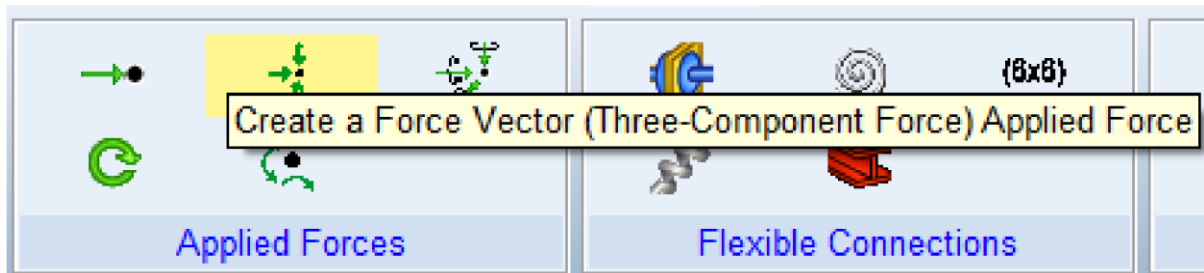 (6x6)
Create a Force Vector (Three-Component Force) Applied Force
Applied Forces
Flexible Connections